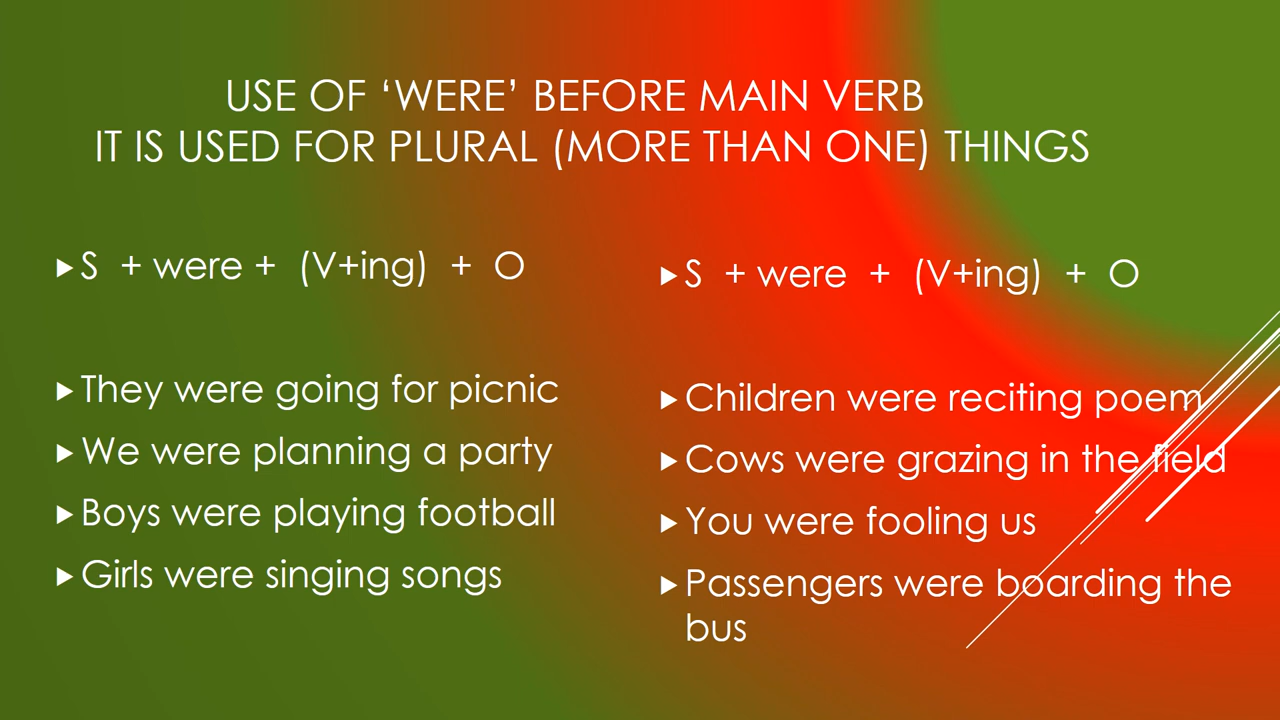 USE OF ‘WERE’ BEFORE MAIN VERB
IT IS USED FOR PLURAL (MORE THAN ONE) THINGS
S + were + (V+ing) + O
They were going for picnic
We were planning a party
Boys were playing football
Girls were singing songs
S + were + (V+ing) + O
Children were reciting poem
Cows were grazing in the field
You were fooling us
Passengers were boarding the
bus